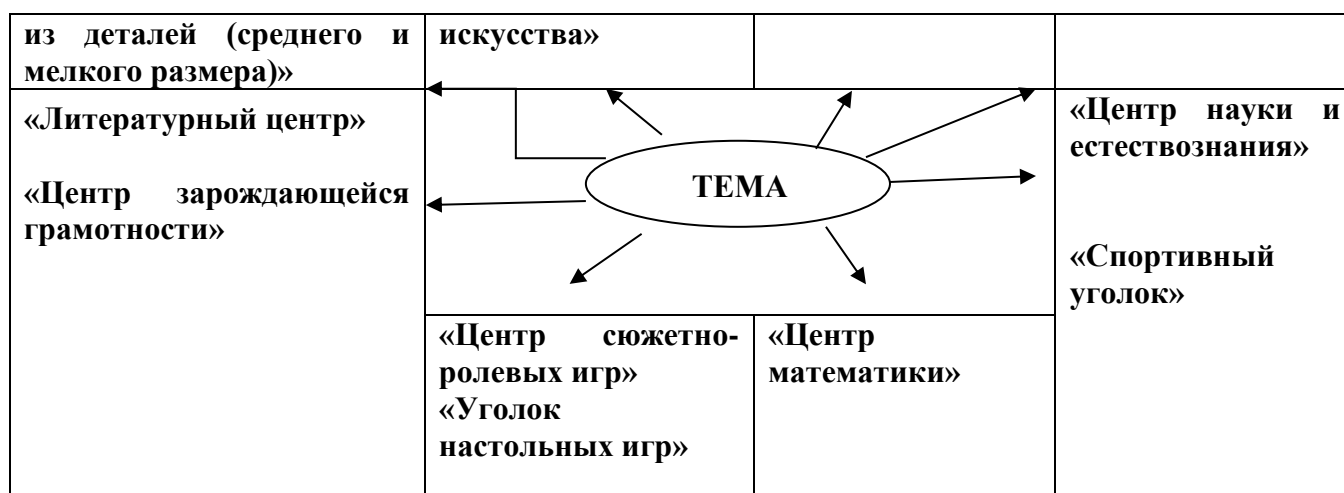 из деталей (среднего и
мелкого размера)»
искусства»
«Литературный центр»
«Центр зарождающейся
грамотности»
ТЕМА
«Центр науки и
естествознания»
«Спортивный
уголок»
«Центр сюжетно-
ролевых игр»
«Уголок
настольных игр»
«Центр
математики»